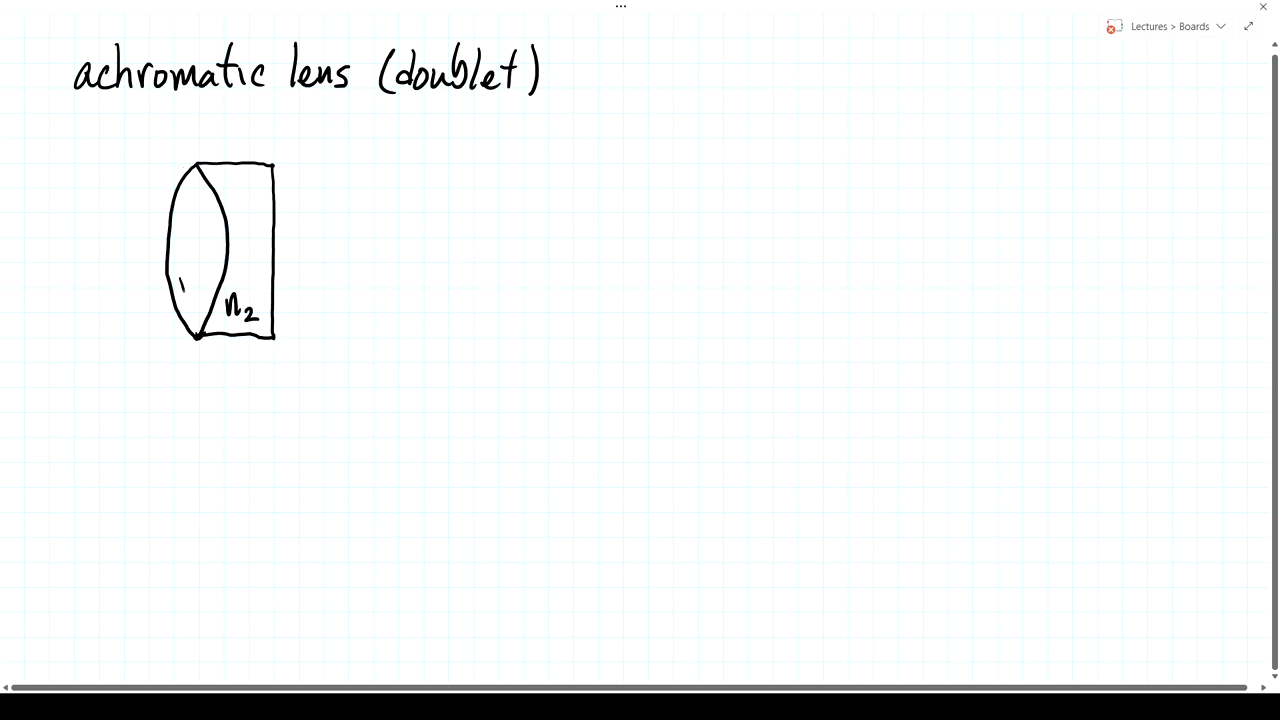 Lectures > Boards
achromatic lens (doublet)
n₂